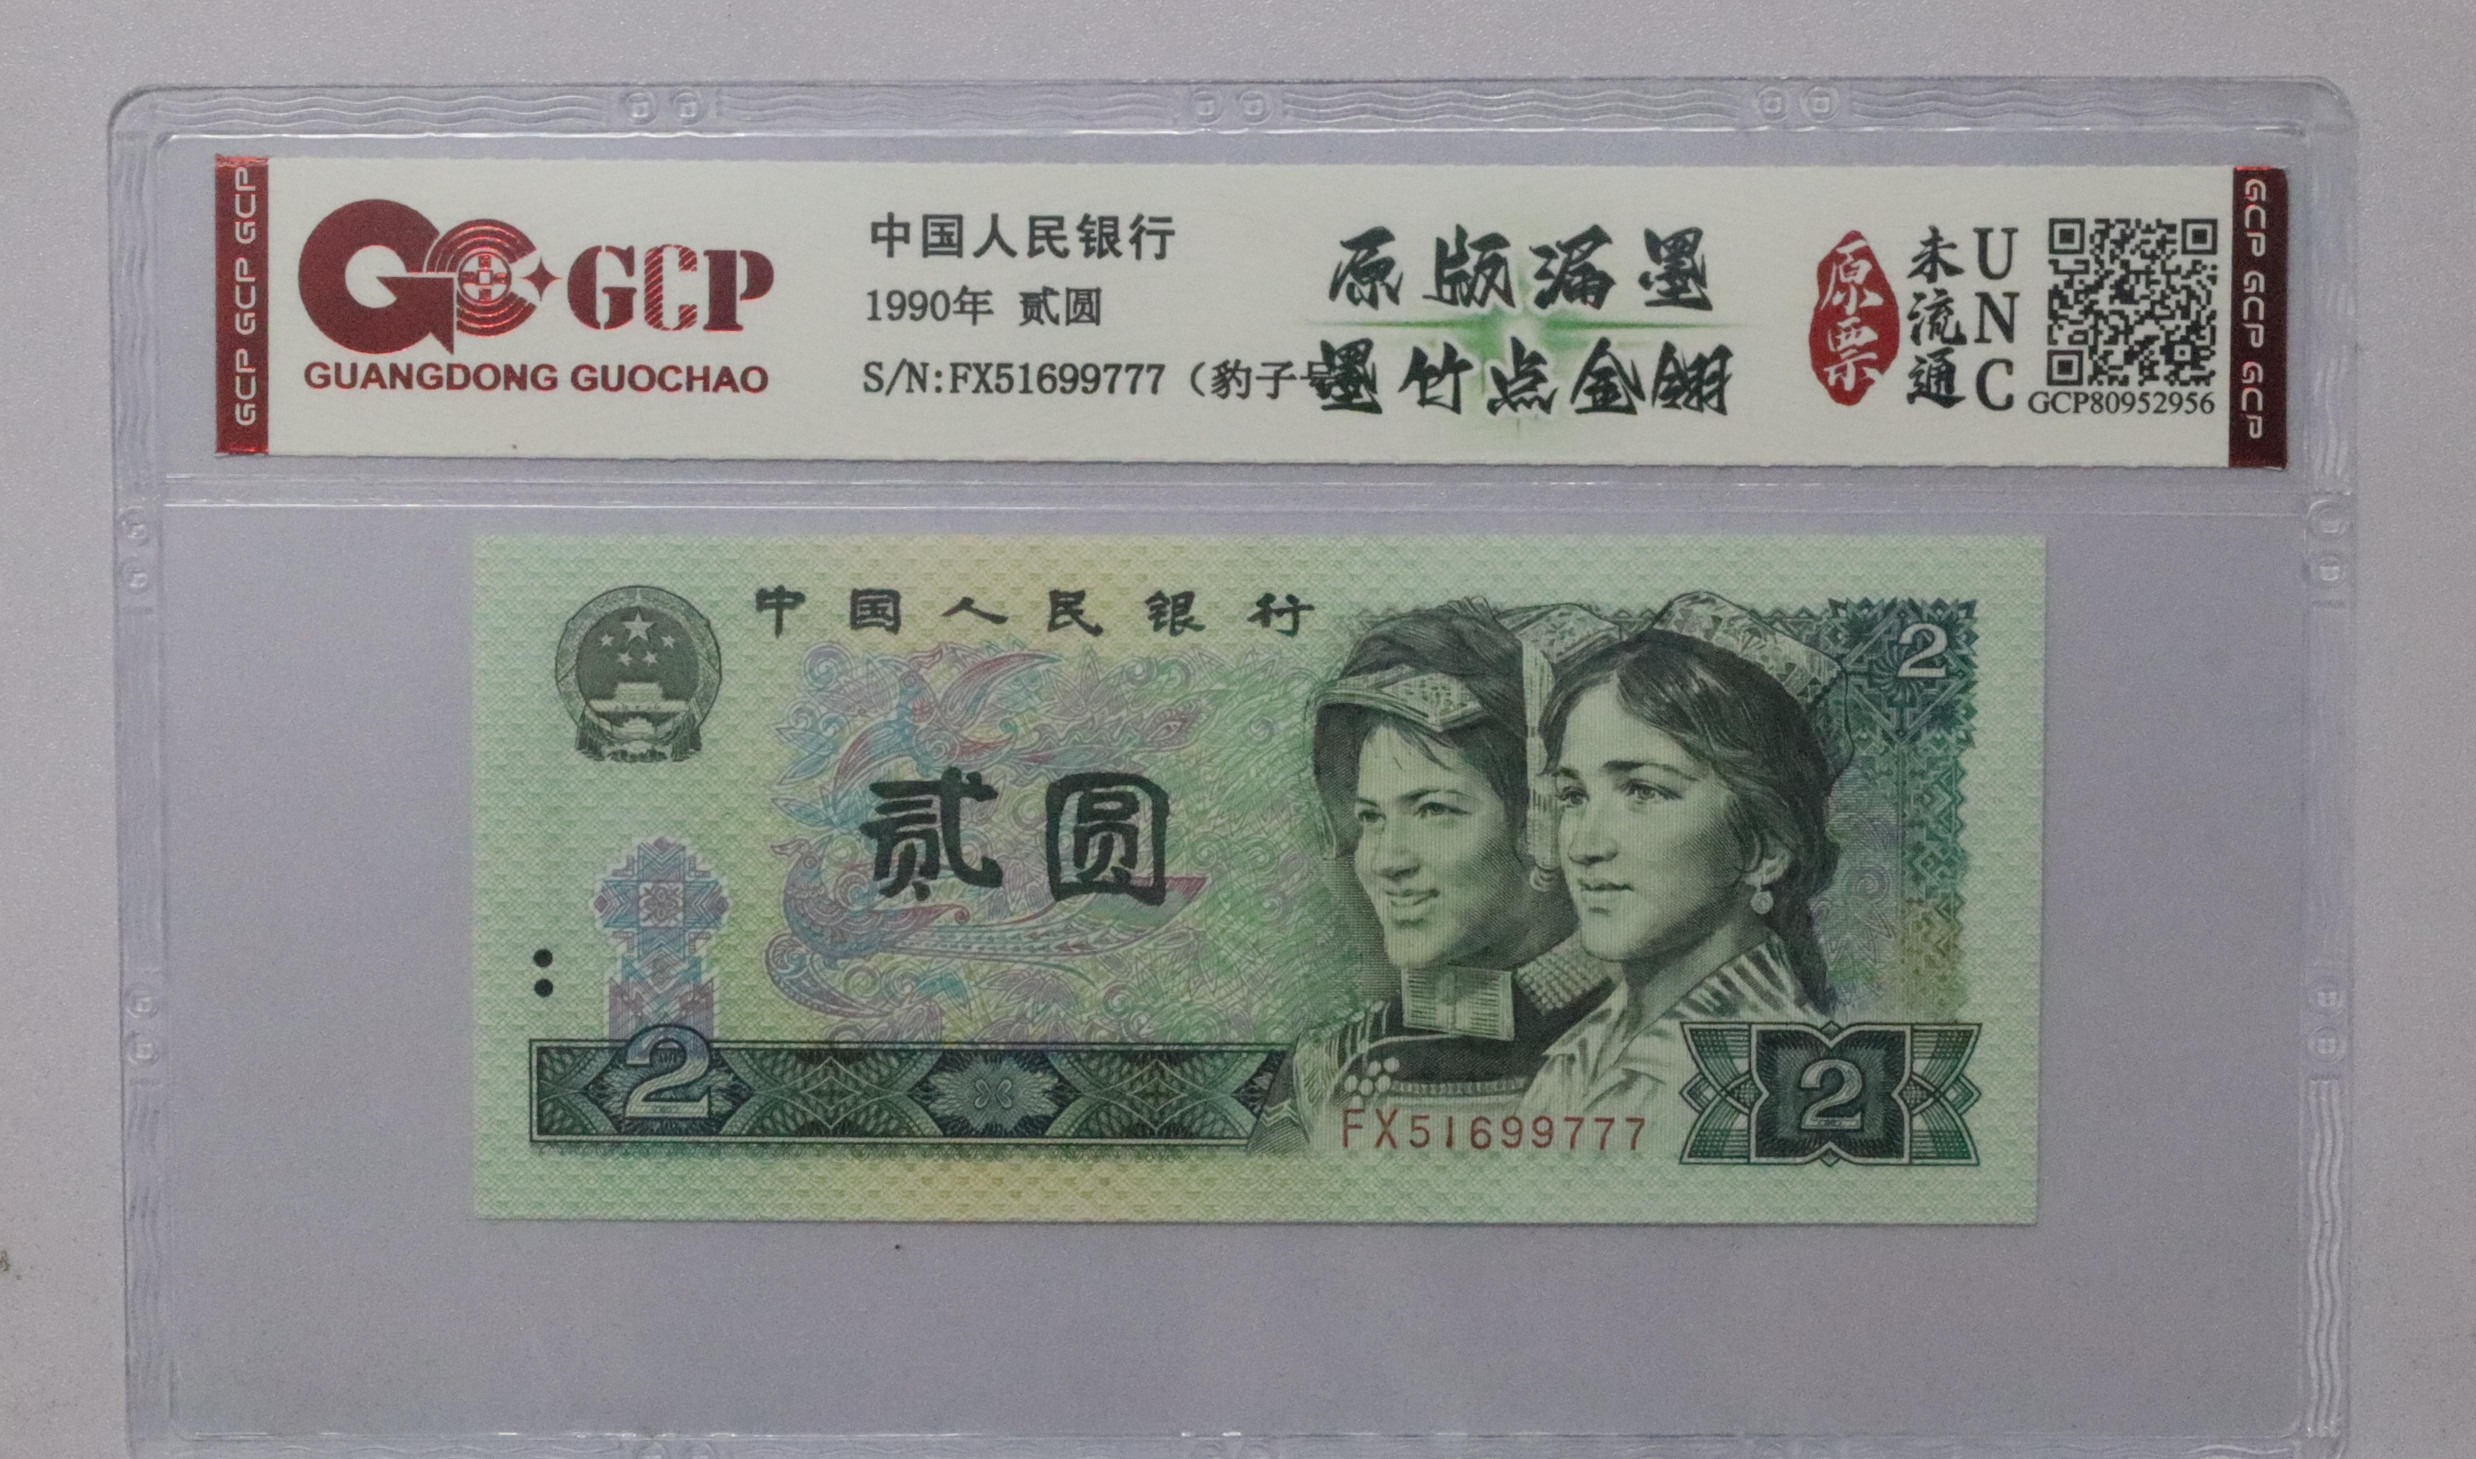 GCP GCP GCP GCP
GCP
GUANGDONG GUOCHAO
中国人民银行
1990年 贰圆
S/N:FX51699777（豹子号
原版漏墨
墨竹点金翎
原票
未流通
UNC
GCP80952956
GCP GCP GCP GCP
中国人民银行
2
贰圆
2
FX51699777
2